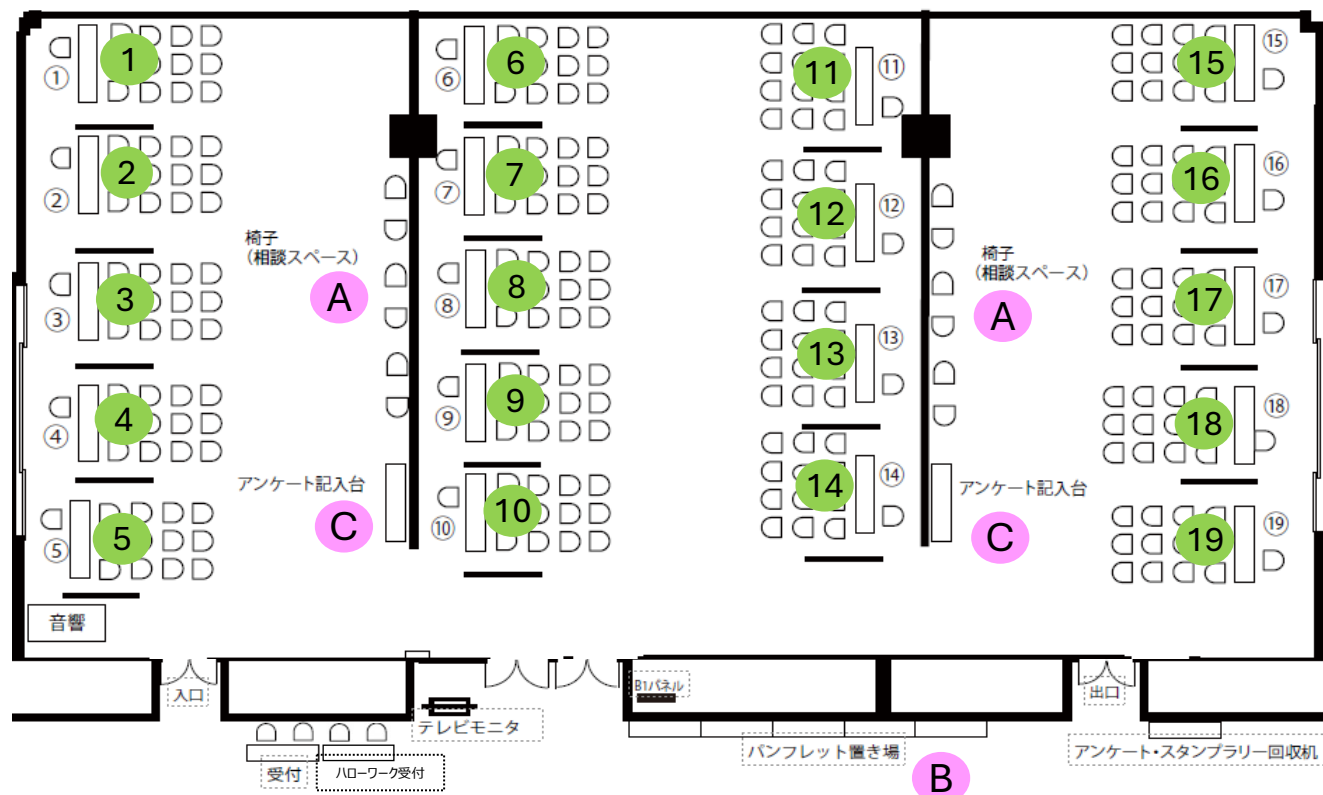 1
①
2
②
3
③
4
④
5
⑤
音響
椅子
（相談スペース）
A
アンケート記入台
C
6
⑥
7
⑦
8
⑧
9
⑨
10
⑩
11
⑪
12
⑫
13
⑬
14
⑭
椅子
（相談スペース）
A
アンケート記入台
C
15
⑮
16
⑯
17
⑰
18
⑱
19
⑲
入口
B1パネル
出口
テレビモニタ
受付
ハローワーク受付
パンフレット置き場
B
アンケート・スタンプラリー回収机